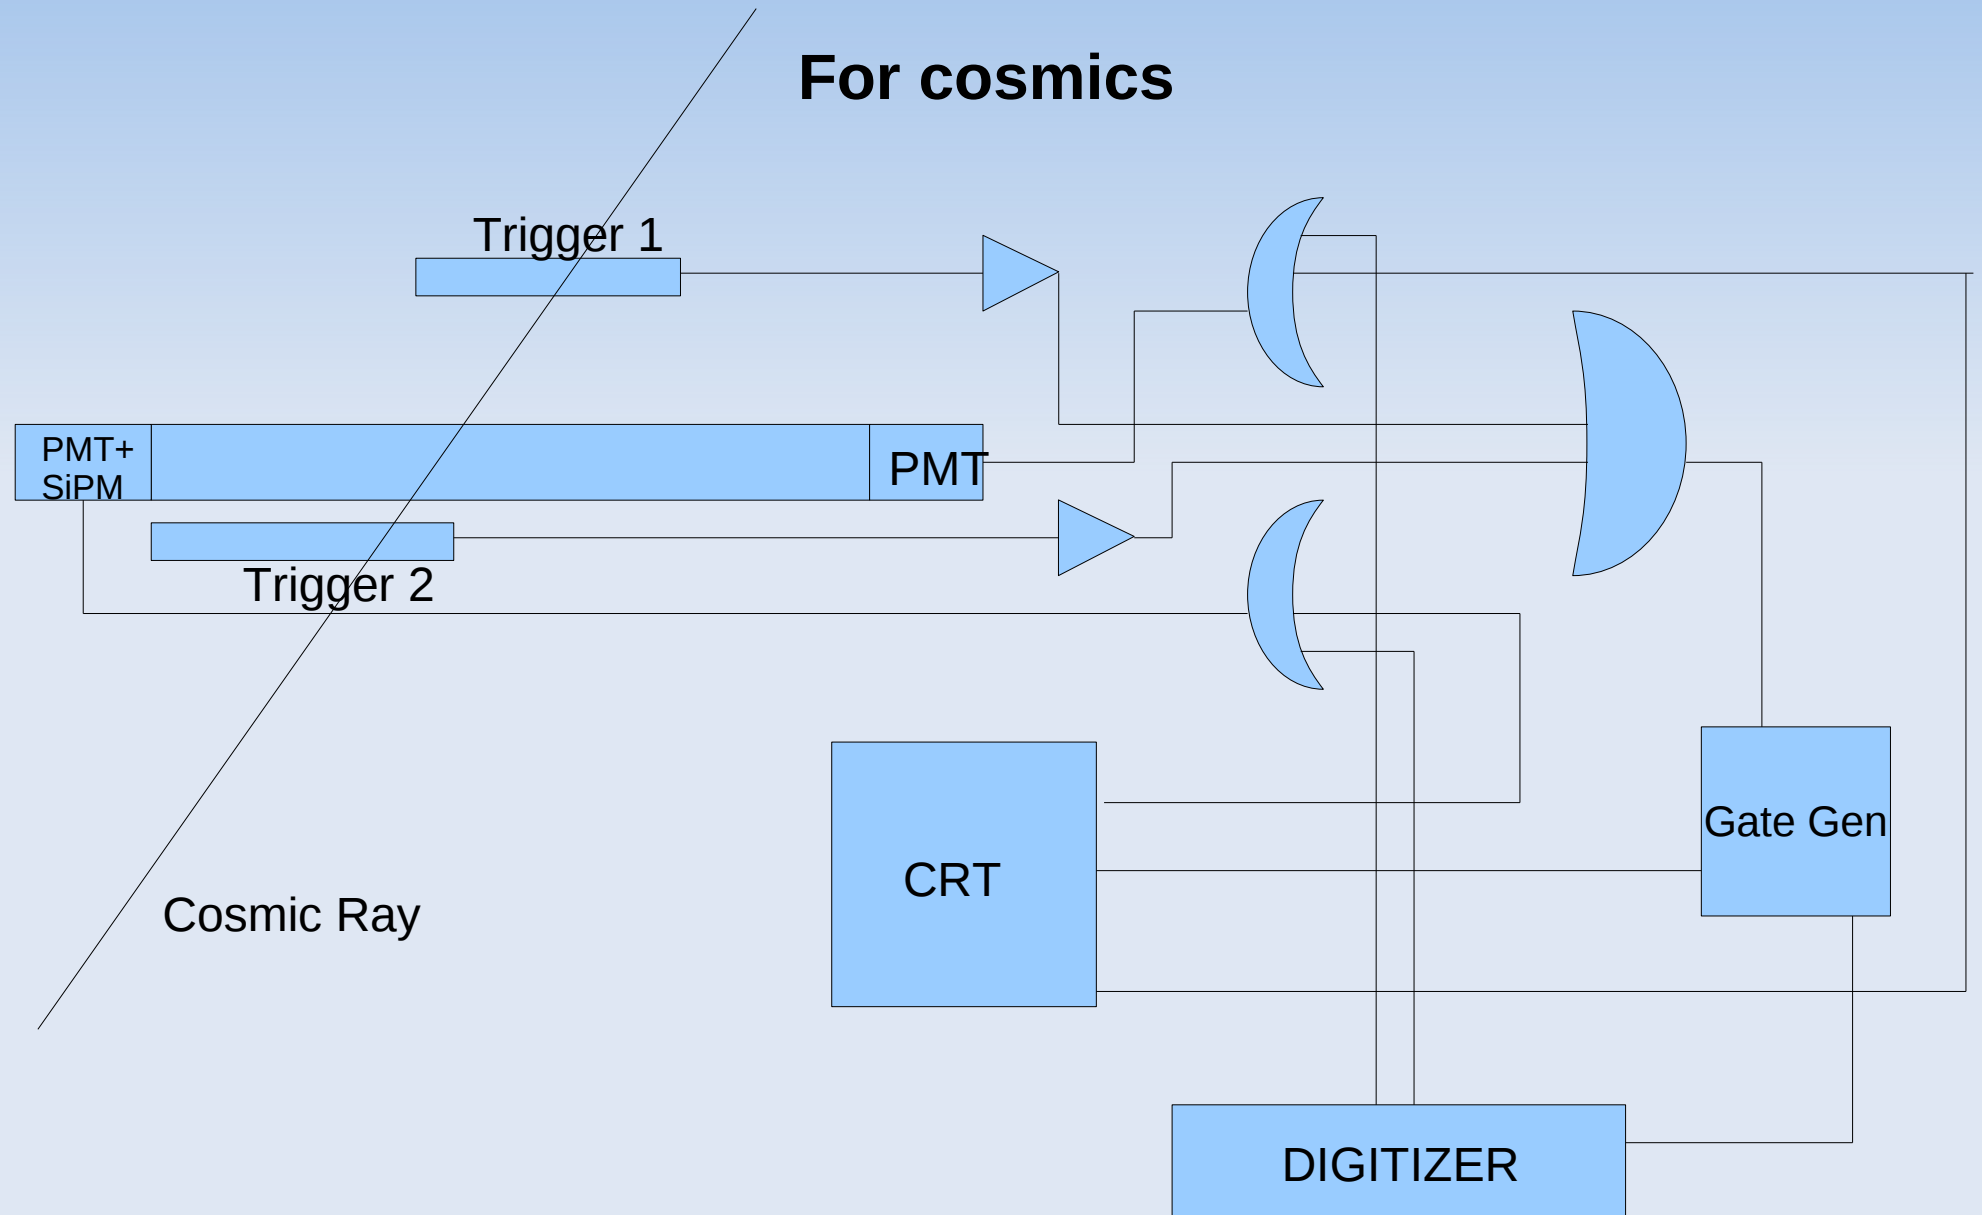 For cosmics
Trigger 1
PMT+
SiPM
PMT
Trigger 2
Gate Gen
CRT
Cosmic Ray
DIGITIZER